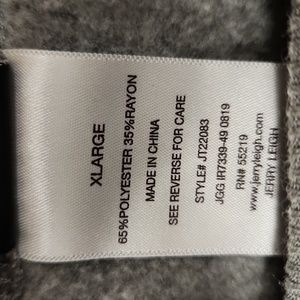 XLARGE
65%POLYESTER 35%RAYON
MADE IN CHINA
SEE REVERSE FOR CARE
STYLE# JT22083
JGG IR7339-49 0819
RN# 55219
www.jerryleigh.com
JERRY LEIGH